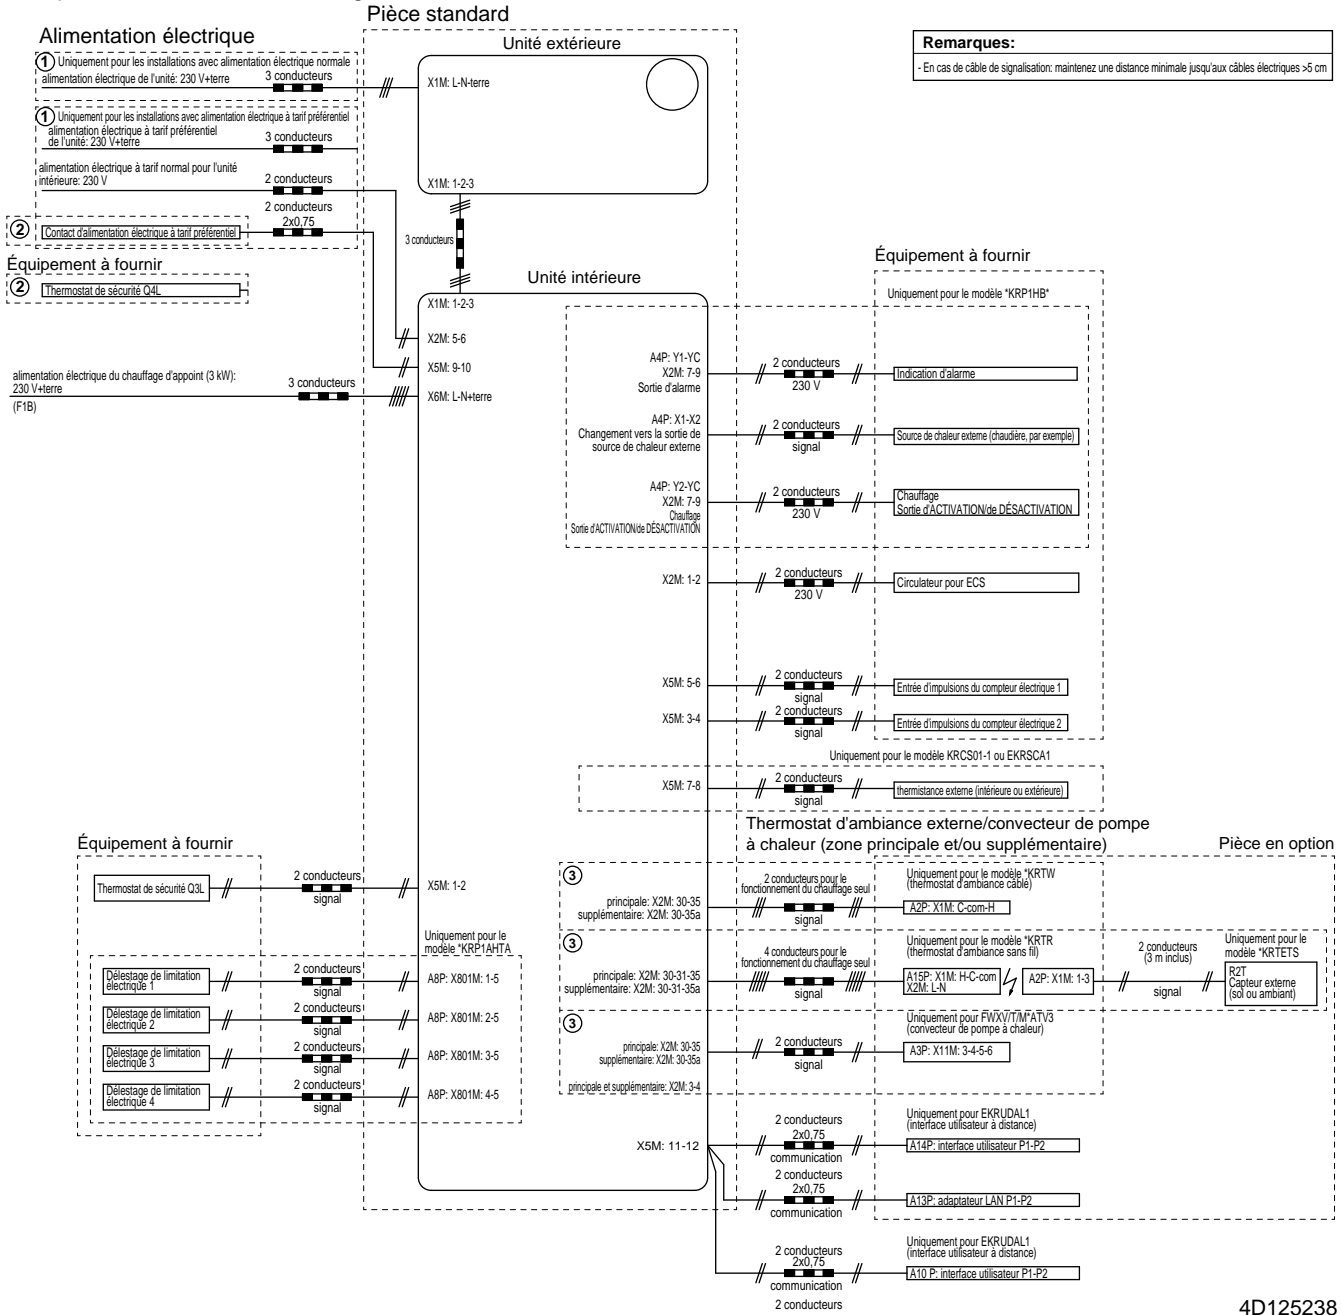 Pièce standard
Alimentation électrique
1 Uniquement pour les installations avec alimentation électrique normale
alimentation électrique de l'unité: 230 V+terre
3 conducteurs
Unité extérieure
X1M: L-N-terre
X1M: 1-2-3
Remarques:
- En cas de câble de signalisation: maintenez une distance minimale jusqu'aux câbles électriques >5 cm
1 Uniquement pour les installations avec alimentation électrique à tarif préférentiel
alimentation électrique à tarif préférentiel
de l'unité: 230 V+terre
3 conducteurs
alimentation électrique à tarif normal pour l'unité
intérieure: 230 V
2 conducteurs
2 conducteurs
2x0,75
2 Contact d'alimentation électrique à tarif préférentiel
Équipement à fournir
2 Thermostat de sécurité Q4L
3 conducteurs
alimentation électrique du chauffage d'appoint (3 kW):
230 V+terre
(F1B)
3 conducteurs
Unité intérieure
X1M: 1-2-3
X2M: 5-6
X5M: 9-10
X6M: L-N+terre
Équipement à fournir
Uniquement pour le modèle *KRP1HB*
A4P: Y1-YC
X2M: 7-9
Sortie d'alarme
2 conducteurs
230 V
Indication d'alarme
A4P: X1-X2
Changement vers la sortie de
source de chaleur externe
2 conducteurs
signal
Source de chaleur externe (chaudière, par exemple)
A4P: Y2-YC
X2M: 7-9
Chauffage
Sortie d'ACTIVATION/de DÉSACTIVATION
2 conducteurs
230 V
Chauffage
Sortie d'ACTIVATION/de DÉSACTIVATION
X2M: 1-2
2 conducteurs
230 V
Circulateur pour ECS
X5M: 5-6
2 conducteurs
signal
Entrée d'impulsions du compteur électrique 1
X5M: 3-4
2 conducteurs
signal
Entrée d'impulsions du compteur électrique 2
Uniquement pour le modèle KRCS01-1 ou EKRSCA1
X5M: 7-8
2 conducteurs
signal
thermistance externe (intérieure ou extérieure)
Équipement à fournir
Thermostat de sécurité Q3L
2 conducteurs
signal
X5M: 1-2
Uniquement pour le
modèle *KRP1AHTA
Délestage de limitation
électrique 1
2 conducteurs
signal
A8P: X801M: 1-5
Délestage de limitation
électrique 2
2 conducteurs
signal
A8P: X801M: 2-5
Délestage de limitation
électrique 3
2 conducteurs
signal
A8P: X801M: 3-5
Délestage de limitation
électrique 4
2 conducteurs
signal
A8P: X801M: 4-5
Thermostat d'ambiance externe/convecteur de pompe
à chaleur (zone principale et/ou supplémentaire)
Pièce en option
3
principale: X2M: 30-35
supplémentaire: X2M: 30-35a
2 conducteurs pour le
fonctionnement du chauffage seul
signal
Uniquement pour le modèle *KRTW
(thermostat d'ambiance câblé)
A2P: X1M: C-com-H
3
principale: X2M: 30-31-35
supplémentaire: X2M: 30-31-35a
4 conducteurs pour le
fonctionnement du chauffage seul
signal
Uniquement pour le modèle *KRTR
(thermostat d'ambiance sans fil)
A15P: X1M: H-C-com
X2M: L-N
A2P: X1M: 1-3
2 conducteurs
(3 m inclus)
signal
Uniquement pour le
modèle *KRTETS
R2T
Capteur externe
(sol ou ambiant)
3
principale: X2M: 30-35
supplémentaire: X2M: 30-35a
principale et supplémentaire: X2M: 3-4
2 conducteurs
signal
Uniquement pour FWXV/T/M*ATV3
(convecteur de pompe à chaleur)
A3P: X11M: 3-4-5-6
X5M: 11-12
2 conducteurs
2x0,75
communication
Uniquement pour EKRUDAL1
(interface utilisateur à distance)
A14P: interface utilisateur P1-P2
2 conducteurs
2x0,75
communication
A13P: adaptateur LAN P1-P2
2 conducteurs
2x0,75
communication
Uniquement pour EKRUDAL1
(interface utilisateur à distance)
A10 P: interface utilisateur P1-P2
2 conducteurs
4D125238